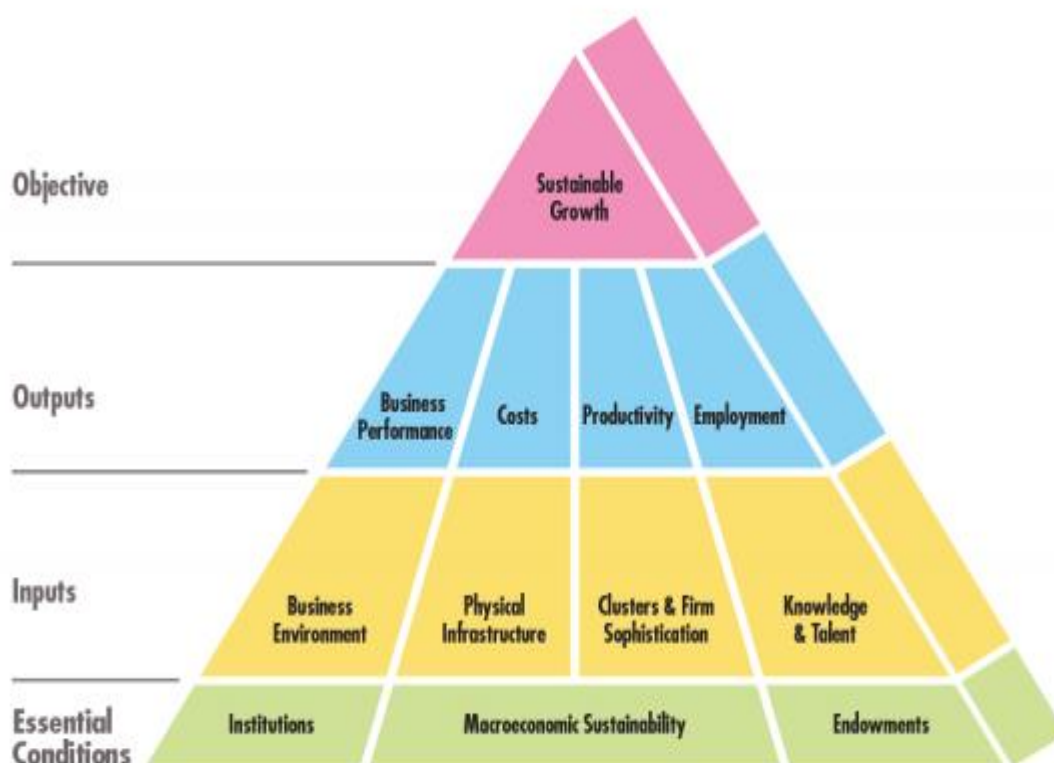 Objective
Sustainable
Growth
Outputs
Business
Performance
Costs
Productivity
Employment
Inputs
Business
Environment
Physical
Infrastructure
Clusters & Firm
Sophistication
Knowledge
& Talent
Essential
Conditions
Institutions
Macroeconomic Sustainability
Endowments